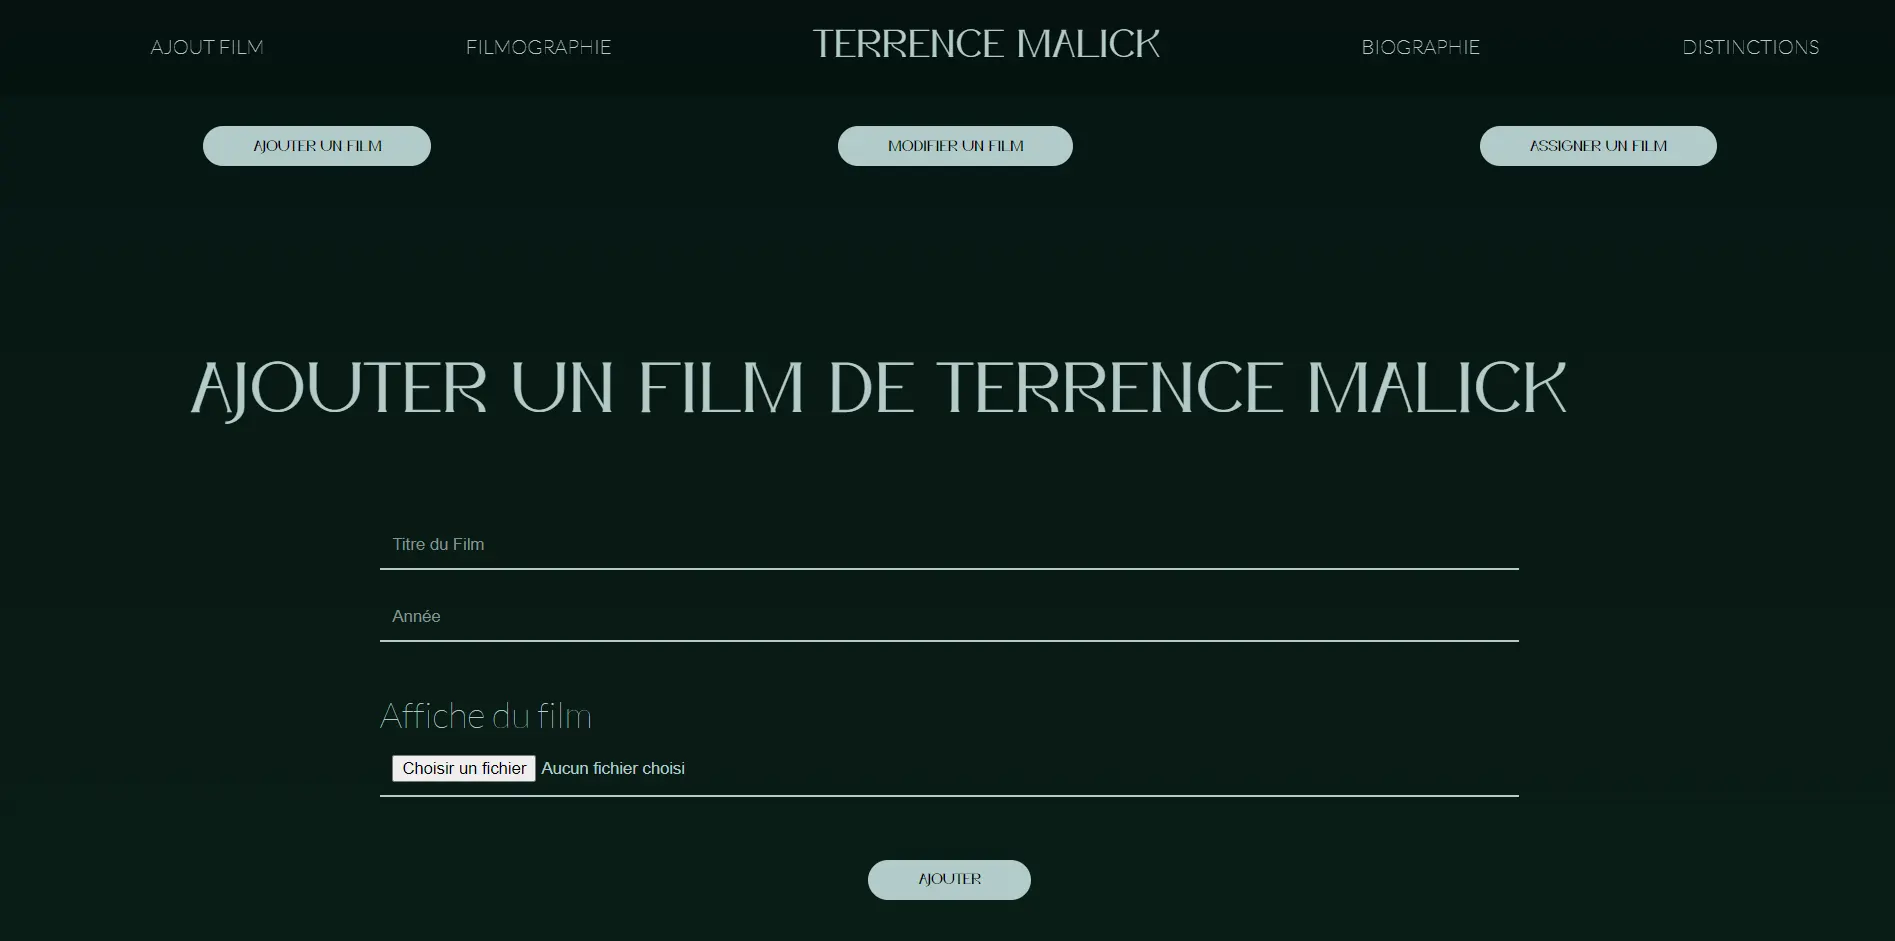 AJOUT FILM
FILMOGRAPHIE
TERRENCE MALICK
BIOGRAPHIE
DISTINCTIONS
AJOUTER UN FILM
MODIFIER UN FILM
ASSIGNER UN FILM
AJOUTER UN FILM DE TERRENCE MALICK
Titre du Film
Année
Affiche du film
Choisir un fichier Aucun fichier choisi
AJOUTER